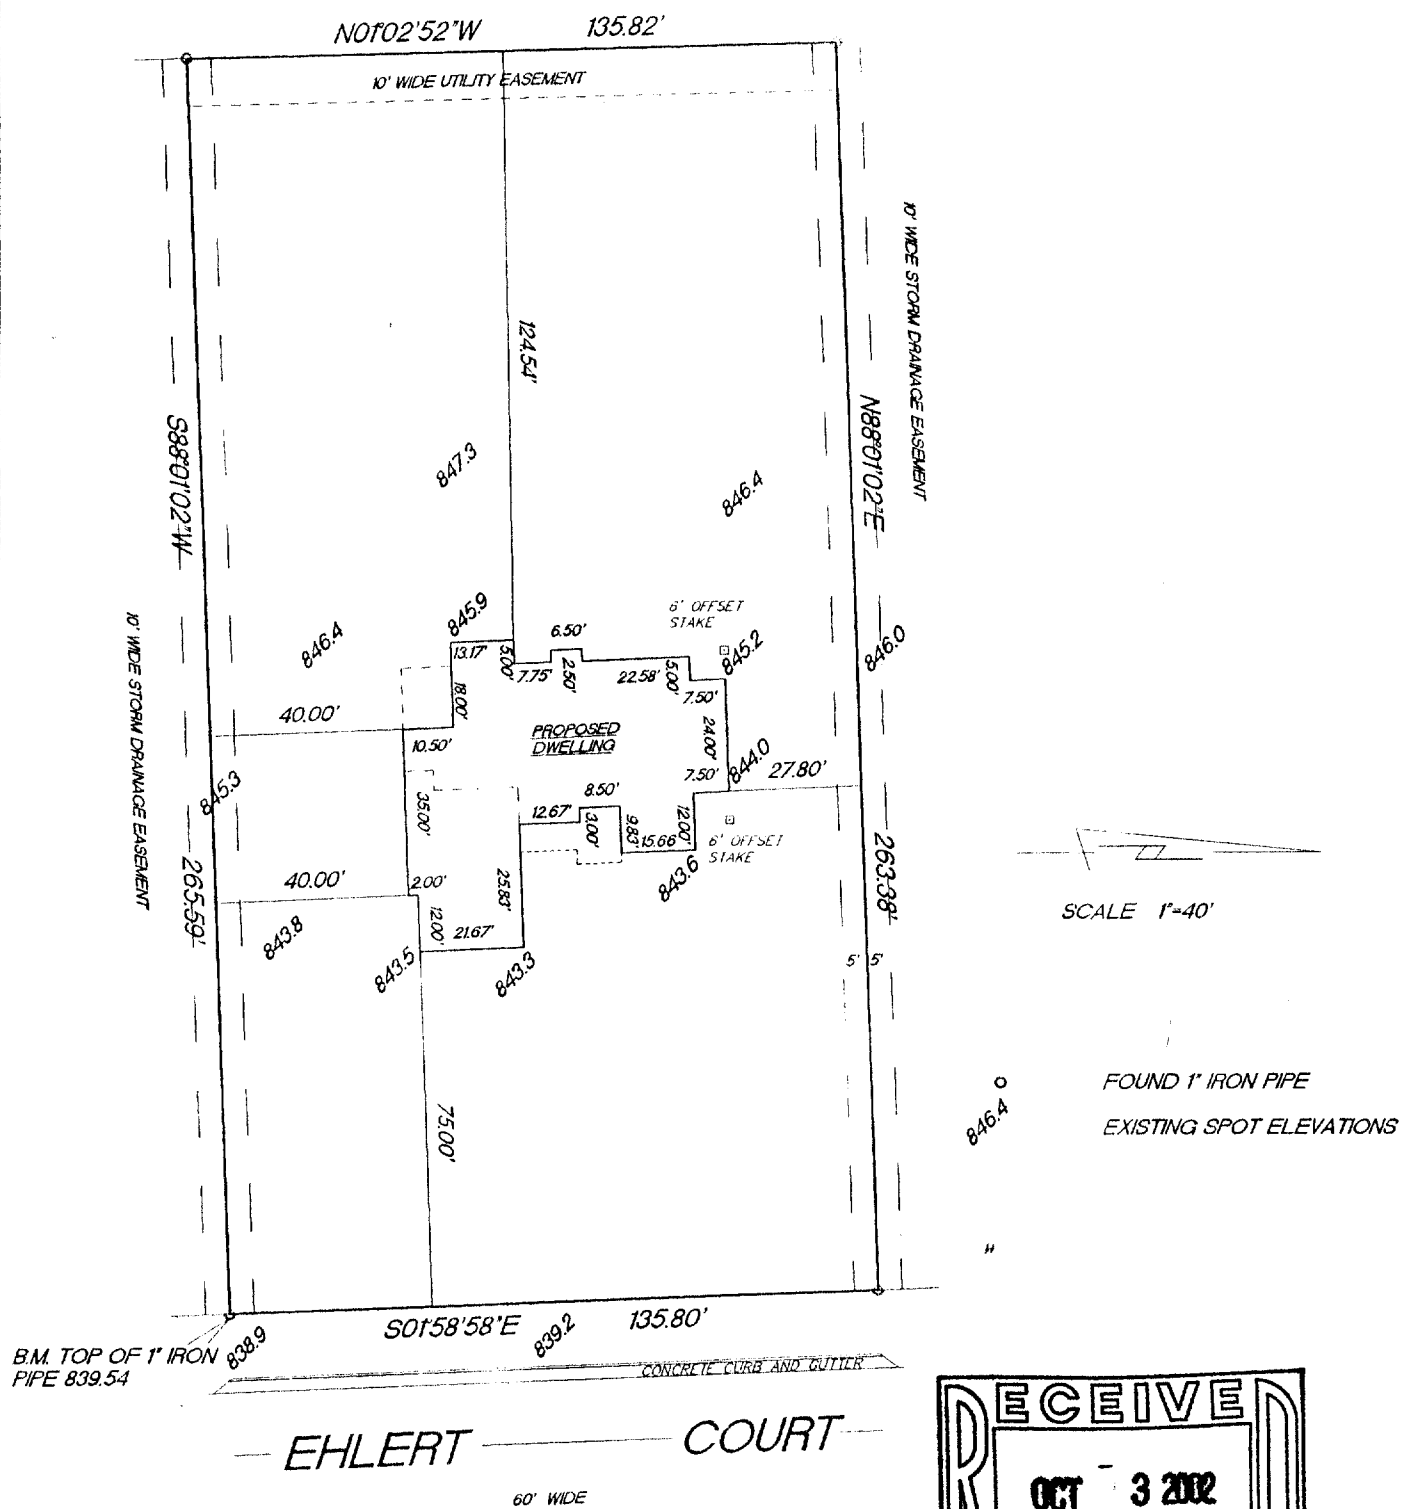 N01°02'52"W 135.82'
10' WIDE UTILITY EASEMENT
10' WIDE STORM DRAINAGE EASEMENT
124.54'
S88°01'02"W
N88°01'02"E
847.3
846.4
6' OFFSET
STAKE
845.9
6.50'
846.4
845.2
846.0
10' WIDE STORM DRAINAGE EASEMENT
13.17'
5.00'
7.75'
2.50'
22.58'
5.00'
7.50'
18.00'
40.00'
PROPOSED
DWELLING
24.00'
10.50'
7.50'
844.0
27.80'
845.3
8.50'
35.00'
12.67'
3.00'
9.83'
15.66'
12.00'
6' OFFSET
STAKE
265.59'
263.38'
40.00'
2.00'
25.83'
843.6
SCALE 1"=40'
843.8
12.00'
21.67'
843.5
843.3
5' 5'
75.00'
FOUND 1" IRON PIPE
846.4
EXISTING SPOT ELEVATIONS
S01°58'58"E 135.80'
838.9
839.2
B.M. TOP OF 1" IRON
PIPE 839.54
CONCRETE CURB AND GUTTER
EHLERT COURT
60' WIDE
RECEIVED
OCT - 3 2002